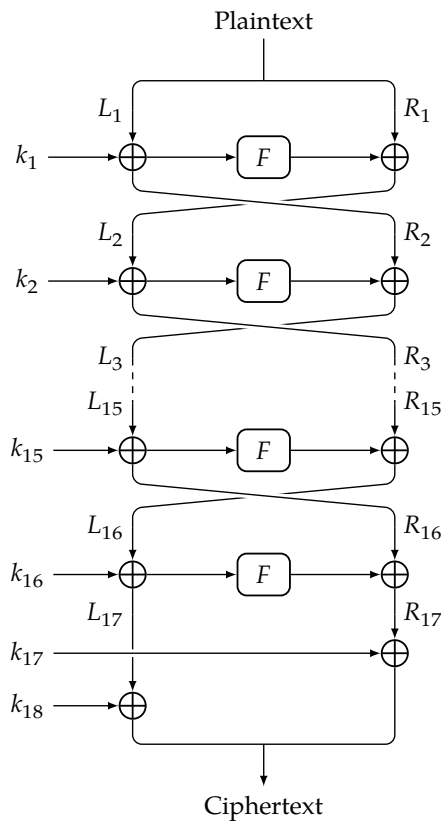 Plaintext
L₁ R₁
k₁ F
L₂ R₂
k₂ F
L₃ R₃
L₁₅ R₁₅
k₁₅ F
L₁₆ R₁₆
k₁₆ F
L₁₇ R₁₇
k₁₇
k₁₈
Ciphertext